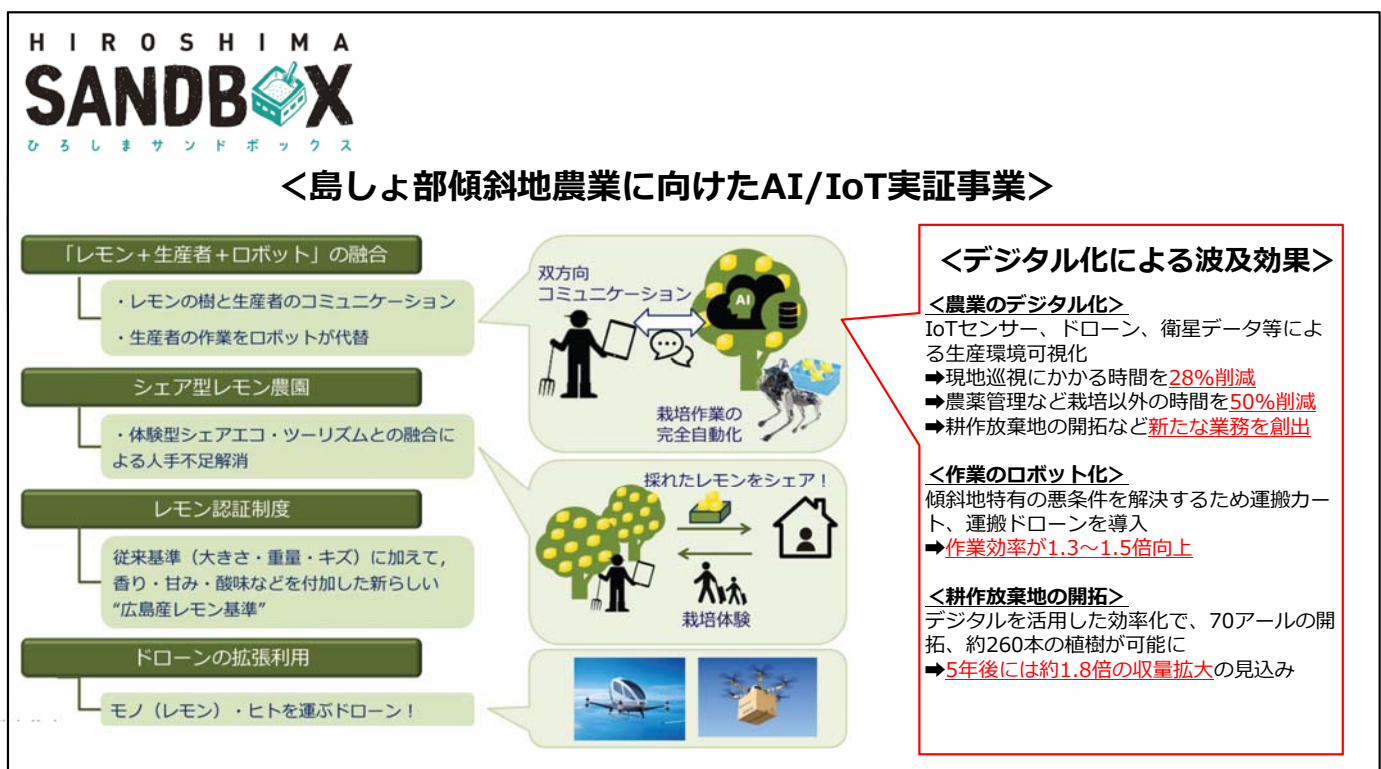 HIROSHIMA
SANDBOX
ひろしまサンドボックス
＜島しょ部傾斜地農業に向けたAI/IoT実証事業＞
「レモン＋生産者＋ロボット」の融合
・レモンの樹と生産者のコミュニケーション
・生産者の作業をロボットが代替
シェア型レモン農園
・体験型シェアエコ・ツーリズムとの融合に
よる人手不足解消
レモン認証制度
従来基準（大きさ・重量・キズ）に加えて,
香り・甘み・酸味などを付加した新らしい
“広島産レモン基準”
ドローンの拡張利用
モノ（レモン）・ヒトを運ぶドローン！
双方向
コミュニケーション
AI
栽培作業の
完全自動化
採れたレモンをシェア！
栽培体験
＜デジタル化による波及効果＞
＜農業のデジタル化＞
IoTセンサー、ドローン、衛星データ等によ
る生産環境可視化
➡現地巡視にかかる時間を28%削減
➡農薬管理など栽培以外の時間を50%削減
➡耕作放棄地の開拓など新たな業務を創出
＜作業のロボット化＞
傾斜地特有の悪条件を解決するため運搬カー
ト、運搬ドローンを導入
➡作業効率が1.3～1.5倍向上
＜耕作放棄地の開拓＞
デジタルを活用した効率化で、70アールの開
拓、約260本の植樹が可能に
➡5年後には約1.8倍の収量拡大の見込み